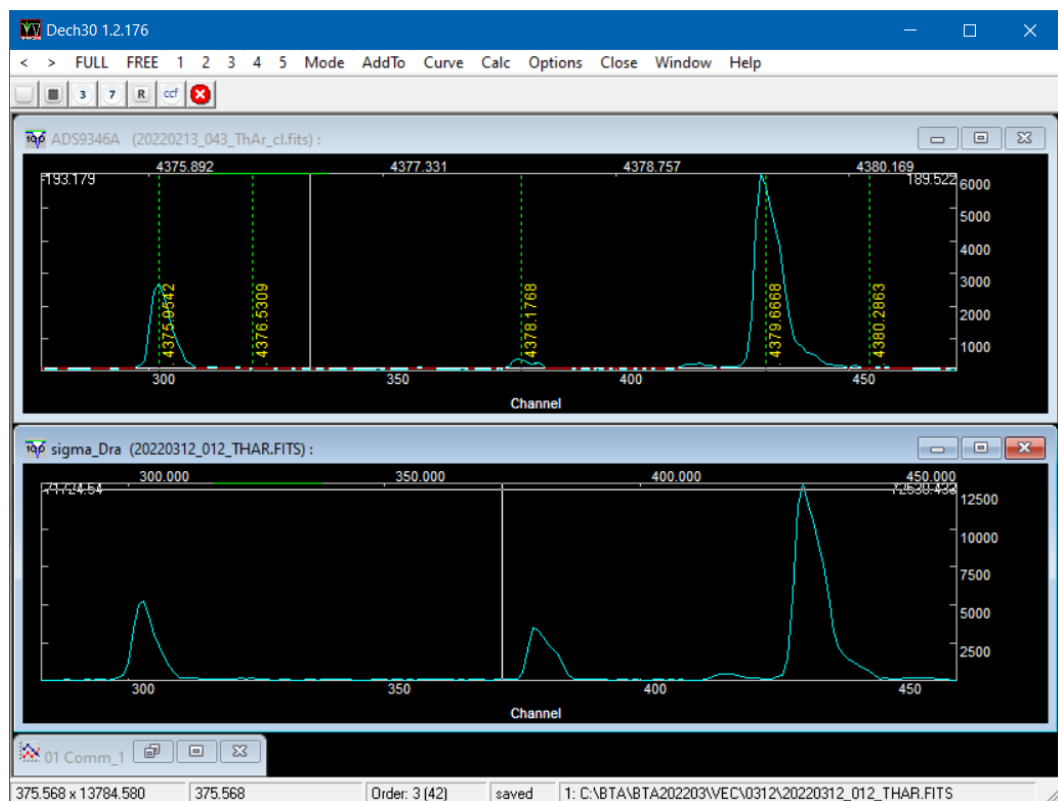 Dech30 1.2.176
< > FULL FREE 1 2 3 4 5 Mode AddTo Curve Calc Options Close Window Help
3 7 R ccf
ADS9346A (20220213_043_ThAr_cl.fits) :
4375.892 4377.331 4378.757 4380.169
-193.179 189.522
6000
5000
4000
3000
2000
1000
4375.9542 4376.5309 4378.1768 4379.6668 4380.2863
300 350 400 450
Channel
sigma_Dra (20220312_012_THAR.FITS) :
300.000 350.000 400.000 450.000
12500
10000
7500
5000
2500
300 350 400 450
Channel
01 Comm_1
375.568 x 13784.580 375.568 Order: 3 (42) saved 1: C:\BTA\BTA202203\VEC\0312\20220312_012_THAR.FITS